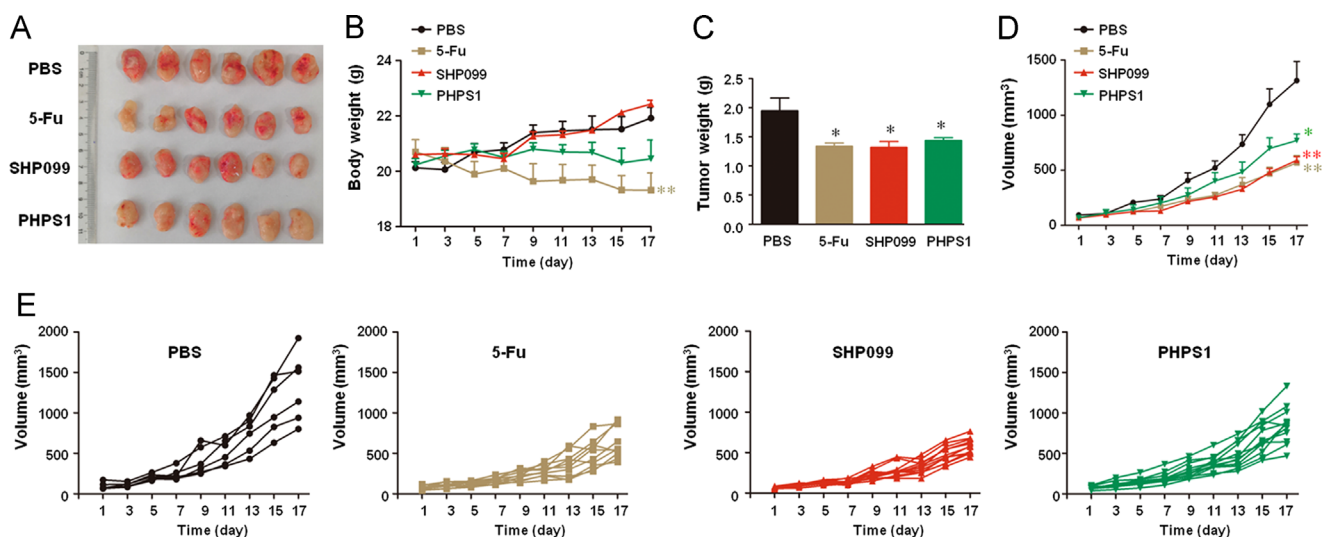 A
PBS
5-Fu
SHP099
PHPS1
B
PBS
5-Fu
SHP099
PHPS1
Body weight (g)
24
22
20
18
**
1 3 5 7 9 11 13 15 17
Time (day)
C
Tumor weight (g)
2.5
2.0
1.5
1.0
0.5
0.0
* * *
PBS 5-Fu SHP099 PHPS1
D
PBS
5-Fu
SHP099
PHPS1
Volume (mm³)
1500
1000
500
0
*
**
**
1 3 5 7 9 11 13 15 17
Time (day)
E
PBS
Volume (mm³)
2000
1500
1000
500
0
1 3 5 7 9 11 13 15 17
Time (day)
5-Fu
Volume (mm³)
2000
1500
1000
500
0
1 3 5 7 9 11 13 15 17
Time (day)
SHP099
Volume (mm³)
2000
1500
1000
500
0
1 3 5 7 9 11 13 15 17
Time (day)
PHPS1
Volume (mm³)
2000
1500
1000
500
0
1 3 5 7 9 11 13 15 17
Time (day)